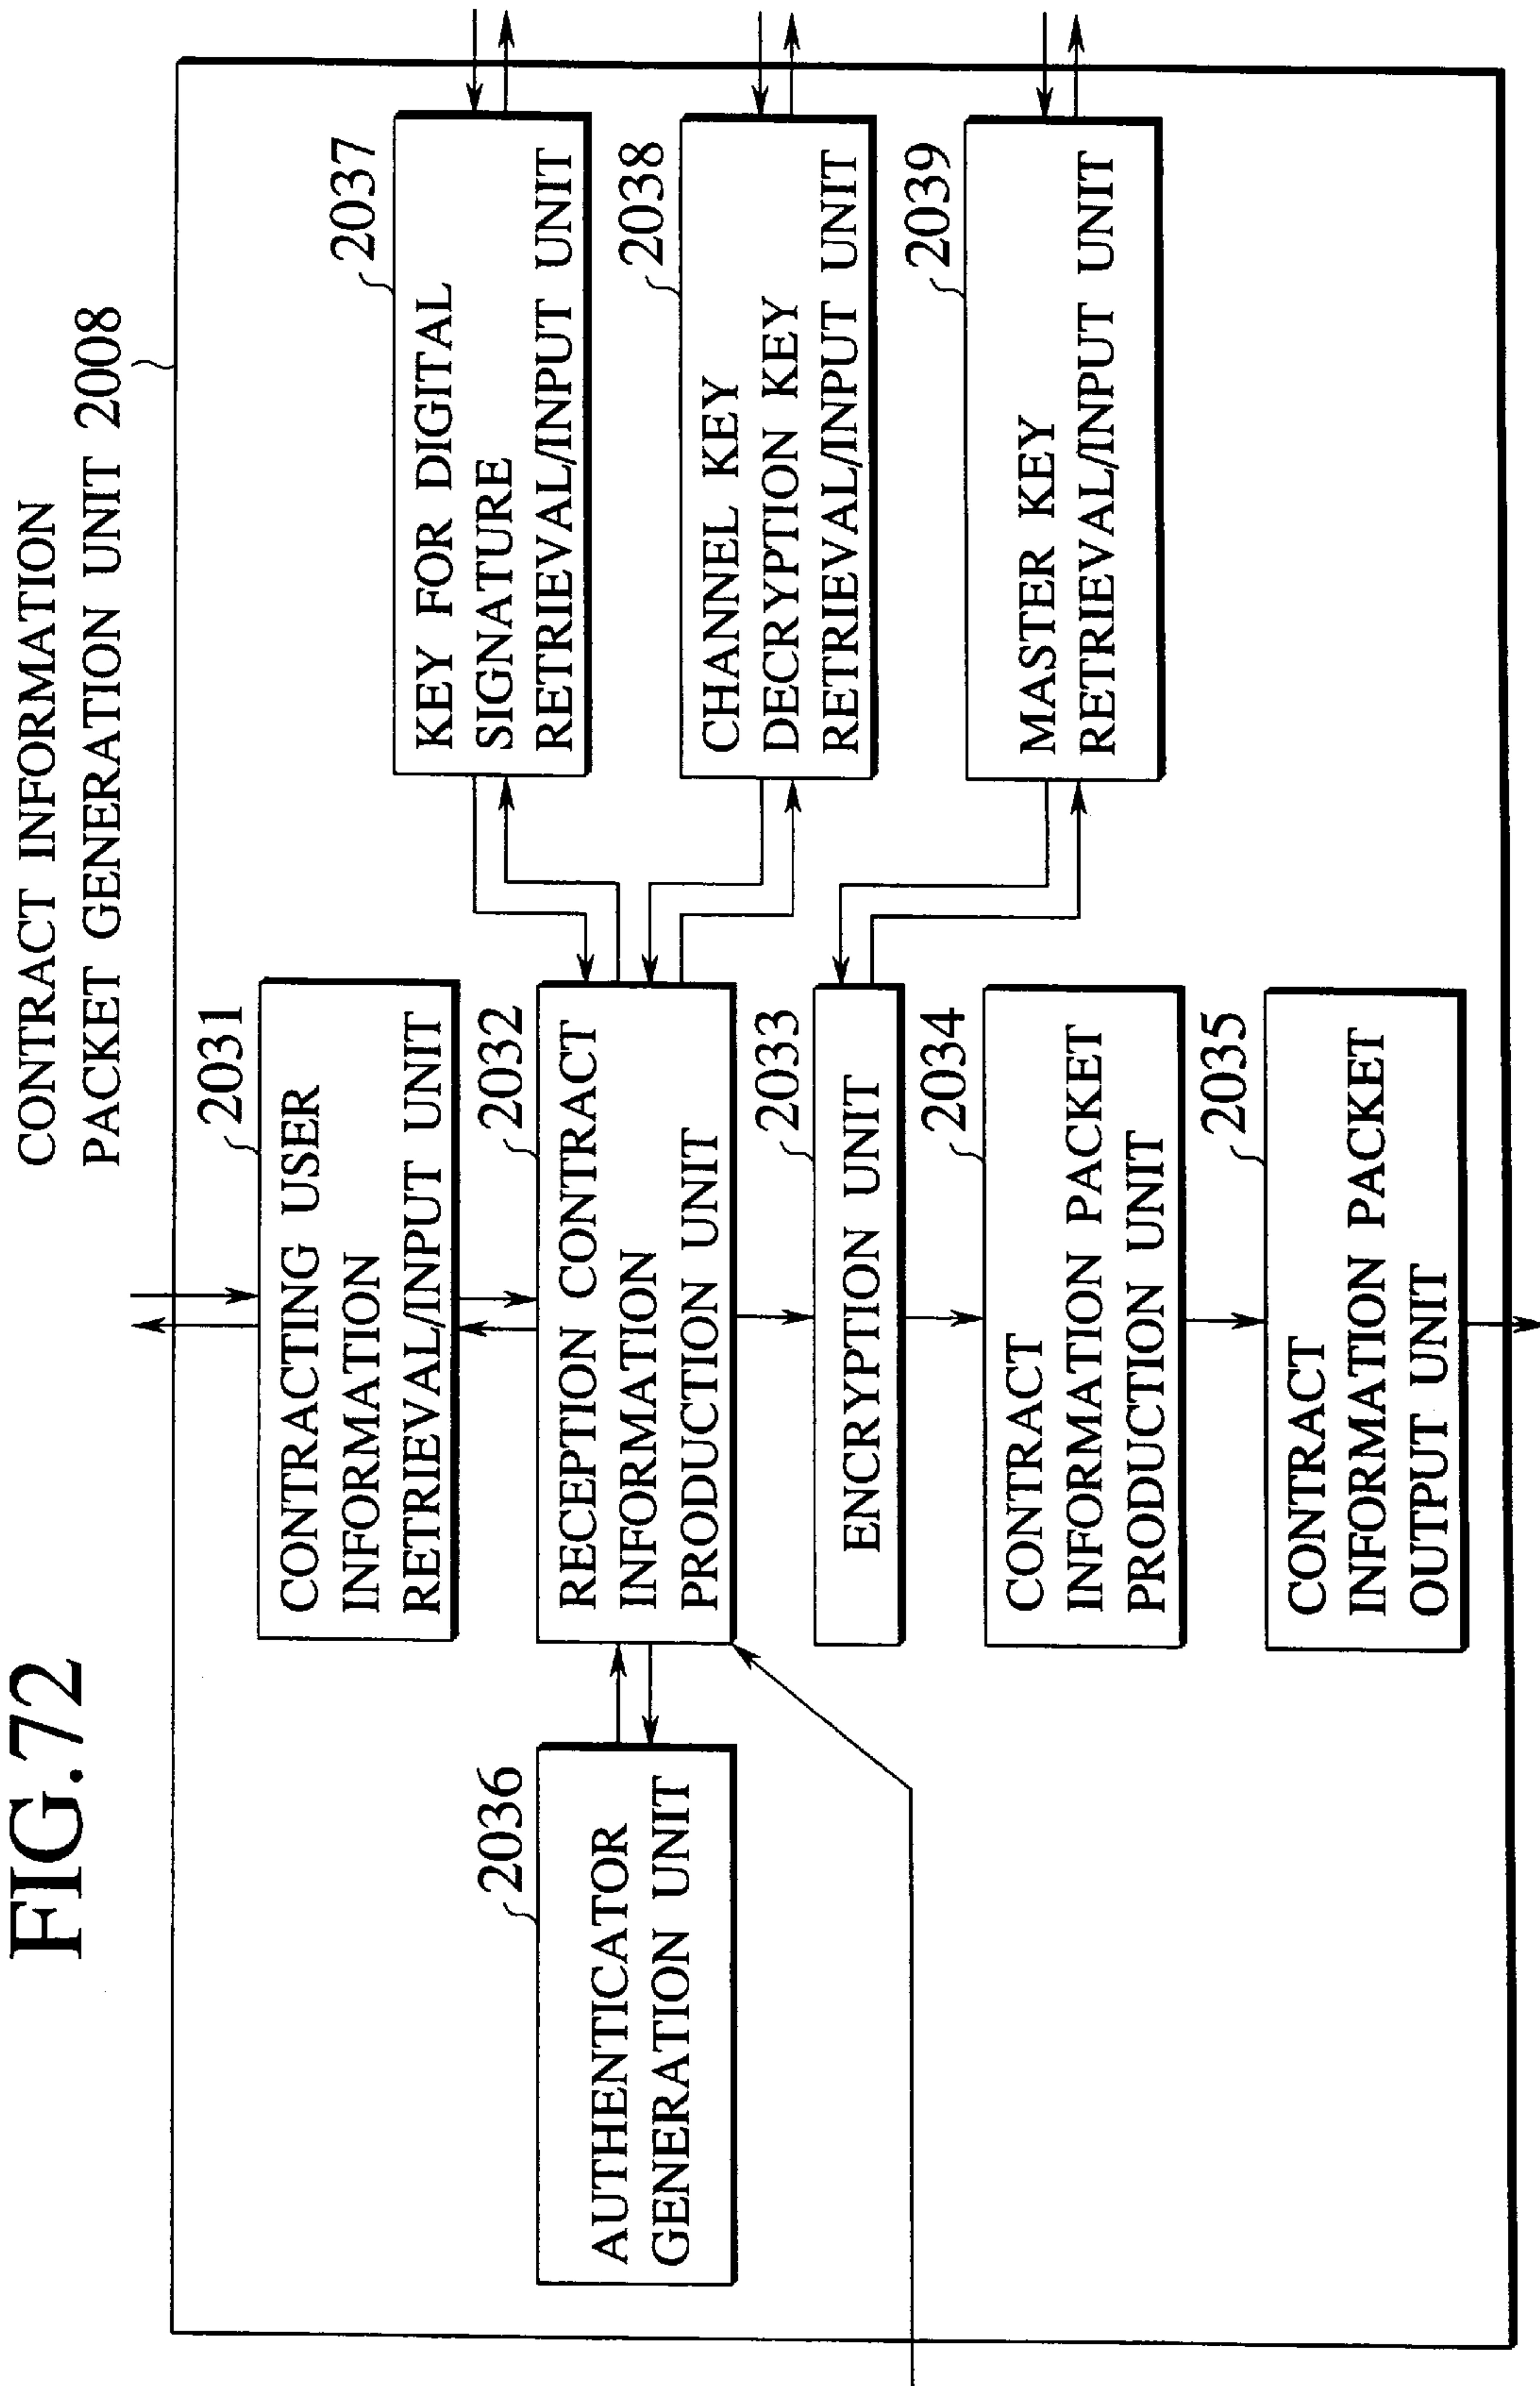 FIG.72
CONTRACT INFORMATION
PACKET GENERATION UNIT 2008
2031
CONTRACTING USER
INFORMATION
RETRIEVAL/INPUT UNIT
2032
RECEPTION CONTRACT
INFORMATION
PRODUCTION UNIT
2033
ENCRYPTION UNIT
2034
CONTRACT
INFORMATION PACKET
PRODUCTION UNIT
2035
CONTRACT
INFORMATION PACKET
OUTPUT UNIT
2036
AUTHENTICATOR
GENERATION UNIT
2037
KEY FOR DIGITAL
SIGNATURE
RETRIEVAL/INPUT UNIT
2038
CHANNEL KEY
DECRYPTION KEY
RETRIEVAL/INPUT UNIT
2039
MASTER KEY
RETRIEVAL/INPUT UNIT